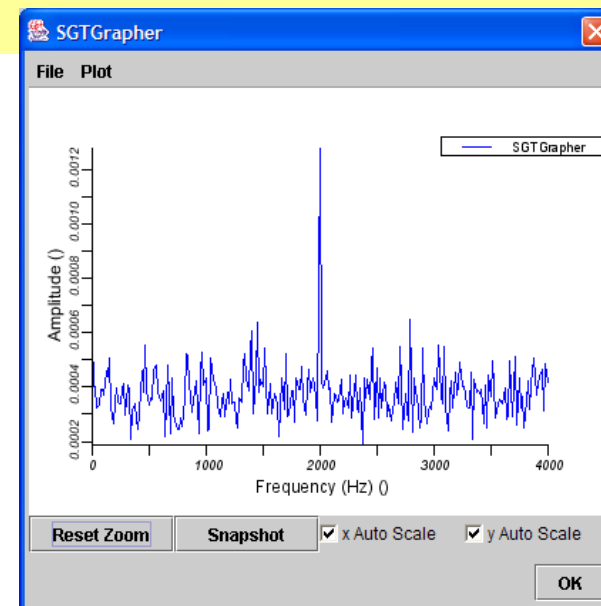 SGTGrapher
File Plot
SGTGrapher
0.0012
0.0010
0.0008
0.0006
0.0004
0.0002
Amplitude ()
0 1000 2000 3000 4000
Frequency (Hz) ()
Reset Zoom Snapshot x Auto Scale y Auto Scale
OK